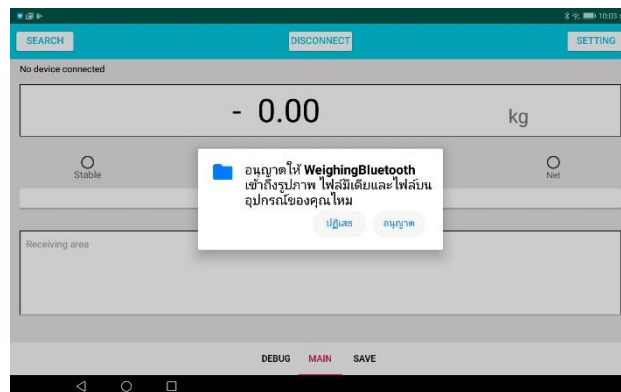 10:03
SEARCH DISCONNECT SETTING
No device connected
- 0.00 kg
Stable Net
อนุญาตให้ WeighingBluetooth
เข้าถึงรูปภาพ ไฟล์มีเดียและไฟล์บน
อุปกรณ์ของคุณไหม
ปฏิเสธ อนุญาต
Receiving area
DEBUG MAIN SAVE